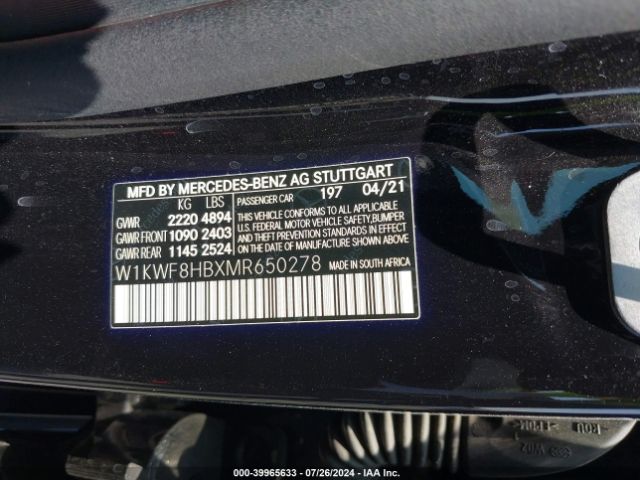 MFD BY MERCEDES-BENZ AG STUTTGART
KG LBS PASSENGER CAR 197 04/21
GVWR 2220 4894
GAWR FRONT 1090 2403
GAWR REAR 1145 2524
THIS VEHICLE CONFORMS TO ALL APPLICABLE
U.S. FEDERAL MOTOR VEHICLE SAFETY, BUMPER
AND THEFT PREVENTION STANDARDS IN EFFECT
ON THE DATE OF MANUFACTURE SHOWN ABOVE.
W1KWF8HBXMR650278 MADE IN SOUTH AFRICA
000-39965633 / 07/26/2024 / IAA Inc.